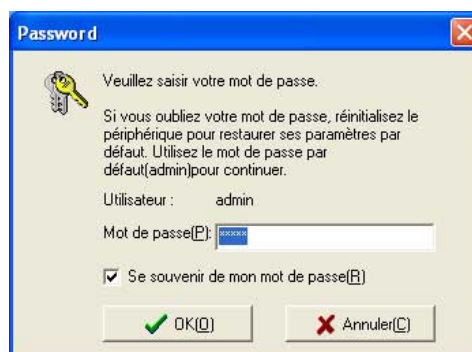 Password
Veuillez saisir votre mot de passe.
Si vous oubliez votre mot de passe, réinitialisez le
périphérique pour restaurer ses paramètres par
défaut. Utilisez le mot de passe par
défaut(admin)pour continuer.
Utilisateur : admin
Mot de passe(P): *****
Se souvenir de mon mot de passe(R)
OK(O) Annuler(C)